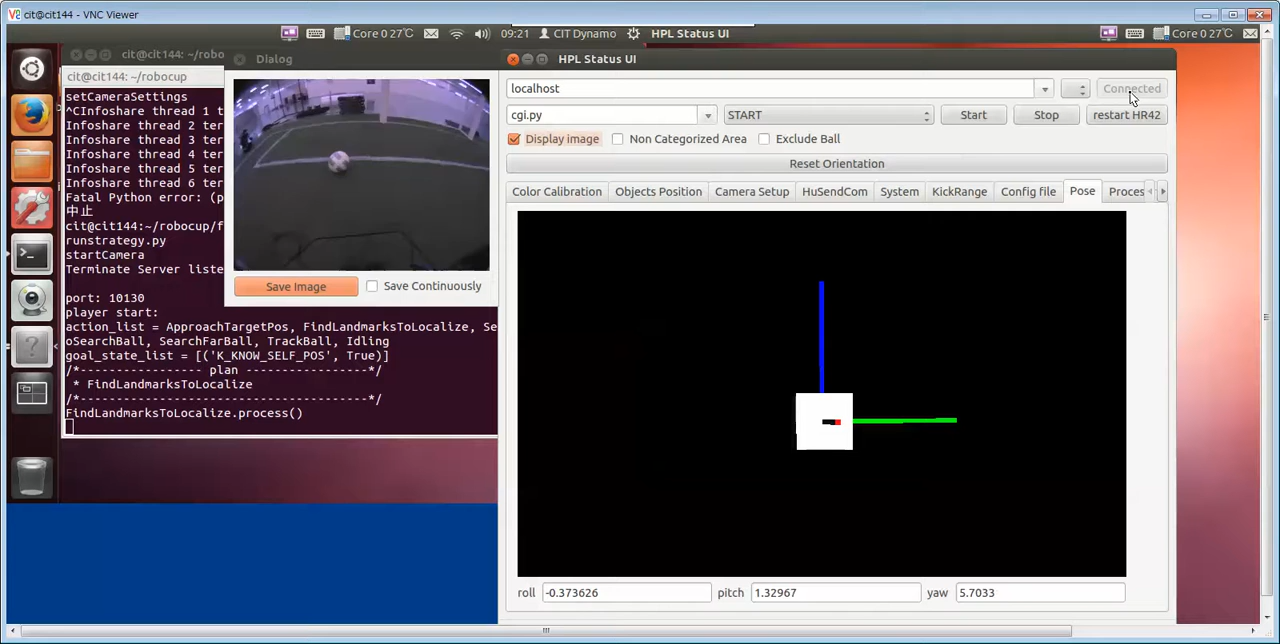 cit@cit144 - VNC Viewer
Core 0 27°C
09:21
CIT Dynamo
HPL Status UI
Core 0 27°C
cit@cit144: ~/robo
Dialog
HPL Status UI
cit@cit144: ~/robocup
setCameraSettings
^CInfoshare thread 1 t
Infoshare thread 2 ter
Infoshare thread 3 ter
Infoshare thread 4 ter
Infoshare thread 5 ter
Infoshare thread 6 ter
Fatal Python error: (p
中止
cit@cit144:~/robocup/f
runstrategy.py
startCamera
Terminate Server liste
port: 10130
player start:
action_list = ApproachTargetPos, FindLandmarksToLocalize, Se
oSearchBall, SearchFarBall, TrackBall, Idling
goal_state_list = [('K_KNOW_SELF_POS', True)]
/*---------------- plan -----------------*/
* FindLandmarksToLocalize
/*---------------------------------------*/
FindLandmarksToLocalize.process()
Save Image
Save Continuously
localhost
Connected
cgi.py
START
Start
Stop
restart HR42
Display image
Non Categorized Area
Exclude Ball
Reset Orientation
Color Calibration
Objects Position
Camera Setup
HuSendCom
System
KickRange
Config file
Pose
Proces
roll
-0.373626
pitch
1.32967
yaw
5.7033